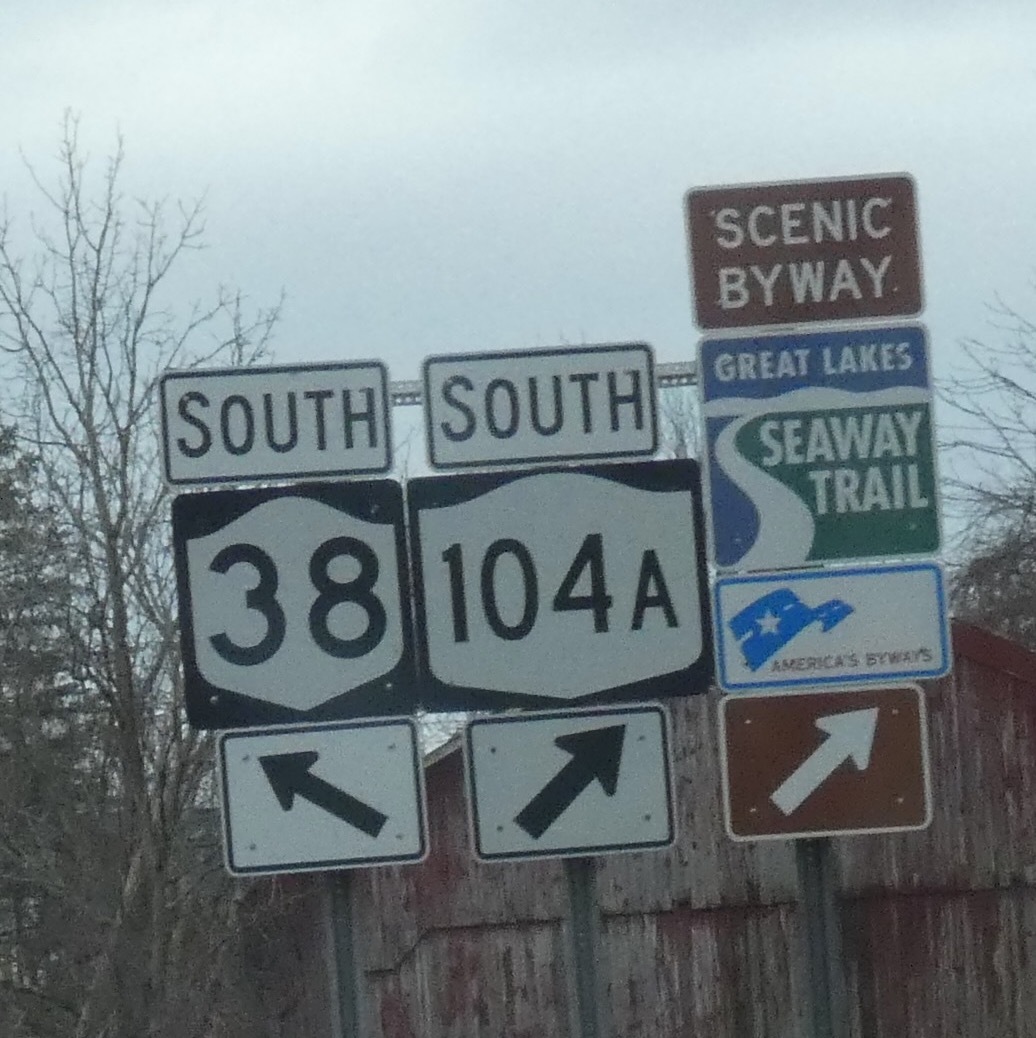 SCENIC
BYWAY
SOUTH
SOUTH
GREAT LAKES
SEAWAY
TRAIL
38
104A
AMERICA'S BYWAYS